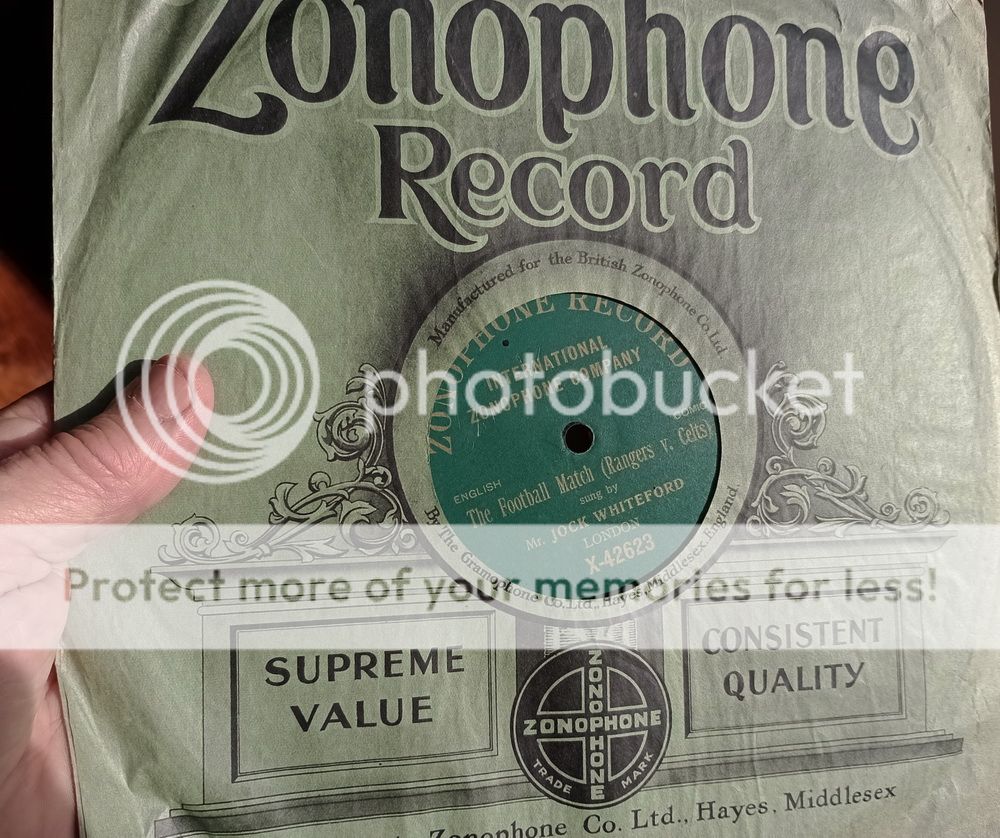 Zonophone
Record
Manufactured for the British Zonophone Co Ltd
ZONOPHONE RECORD
INTERNATIONAL
ZONOPHONE COMPANY
ENGLISH
The Football Match (Rangers v. Celts)
sung by
Mr. JOCK WHITEFORD
LONDON
X-42623
By The Gramophone Co. Ltd., Hayes, Middlesex, England
photobucket
Protect more of your memories for less!
SUPREME
VALUE
CONSISTENT
QUALITY
ZONOPHONE
ZONOPHONE
TRADE MARK
Zonophone Co. Ltd., Hayes, Middlesex